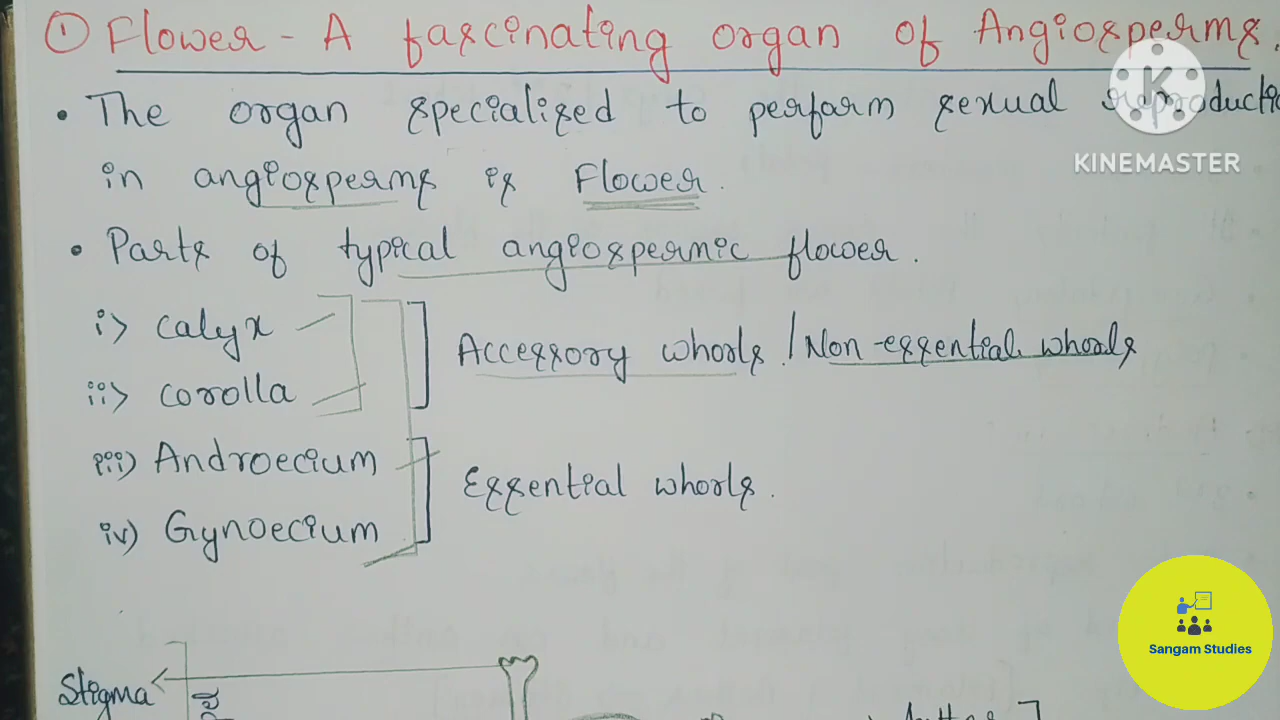 ① Flower - A fascinating organ of Angiosperms.
• The organ specialized to perfarm sexual
KINEMASTER
in angiosperms is Flower.
• Parts of typical angiospermic flower.
i> Calyx
ii> Corolla
Accessory whorls / Non-essential whorls
iii) Androecium
iv) Gynoecium
Essential whorls.
Sangam Studies
Stigma